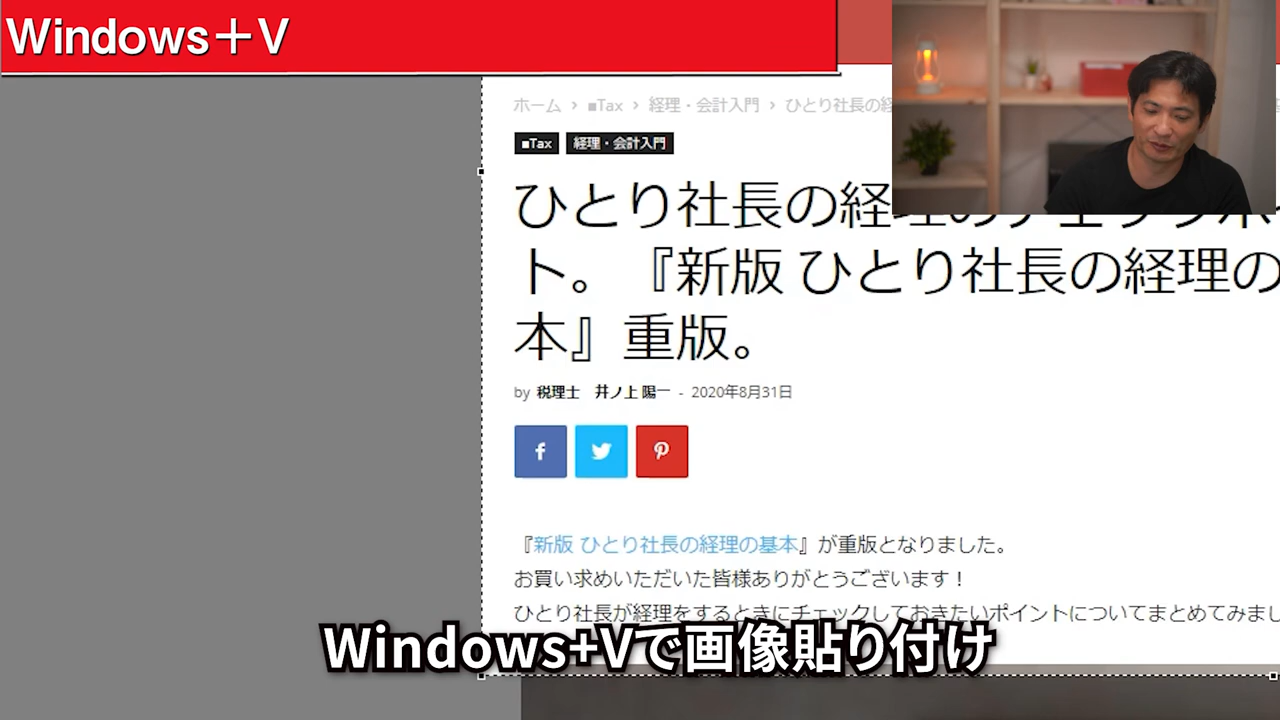 Windows＋V
ホーム > ■Tax > 経理・会計入門 > ひとり社長の経
■Tax 経理・会計入門
ひとり社長の経理のチェックポイ
ト。『新版 ひとり社長の経理の
本』重版。
by 税理士 井ノ上 陽一 - 2020年8月31日
『新版 ひとり社長の経理の基本』が重版となりました。
お買い求めいただいた皆様ありがとうございます！
ひとり社長が経理をするときにチェックしておきたいポイントについてまとめてみまし
Windows+Vで画像貼り付け